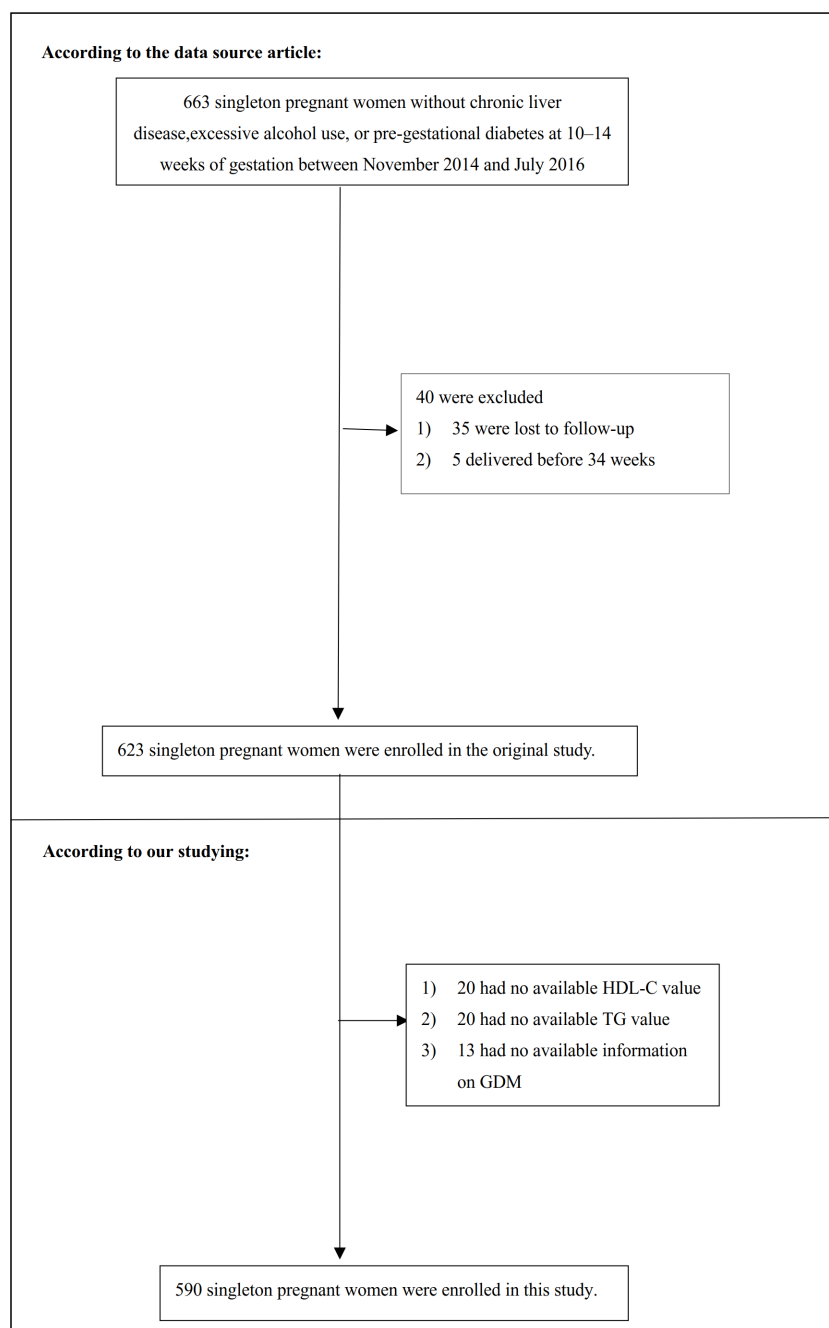 According to the data source article:
663 singleton pregnant women without chronic liver
disease,excessive alcohol use, or pre-gestational diabetes at 10–14
weeks of gestation between November 2014 and July 2016
40 were excluded
1) 35 were lost to follow-up
2) 5 delivered before 34 weeks
623 singleton pregnant women were enrolled in the original study.
According to our studying:
1) 20 had no available HDL-C value
2) 20 had no available TG value
3) 13 had no available information
on GDM
590 singleton pregnant women were enrolled in this study.